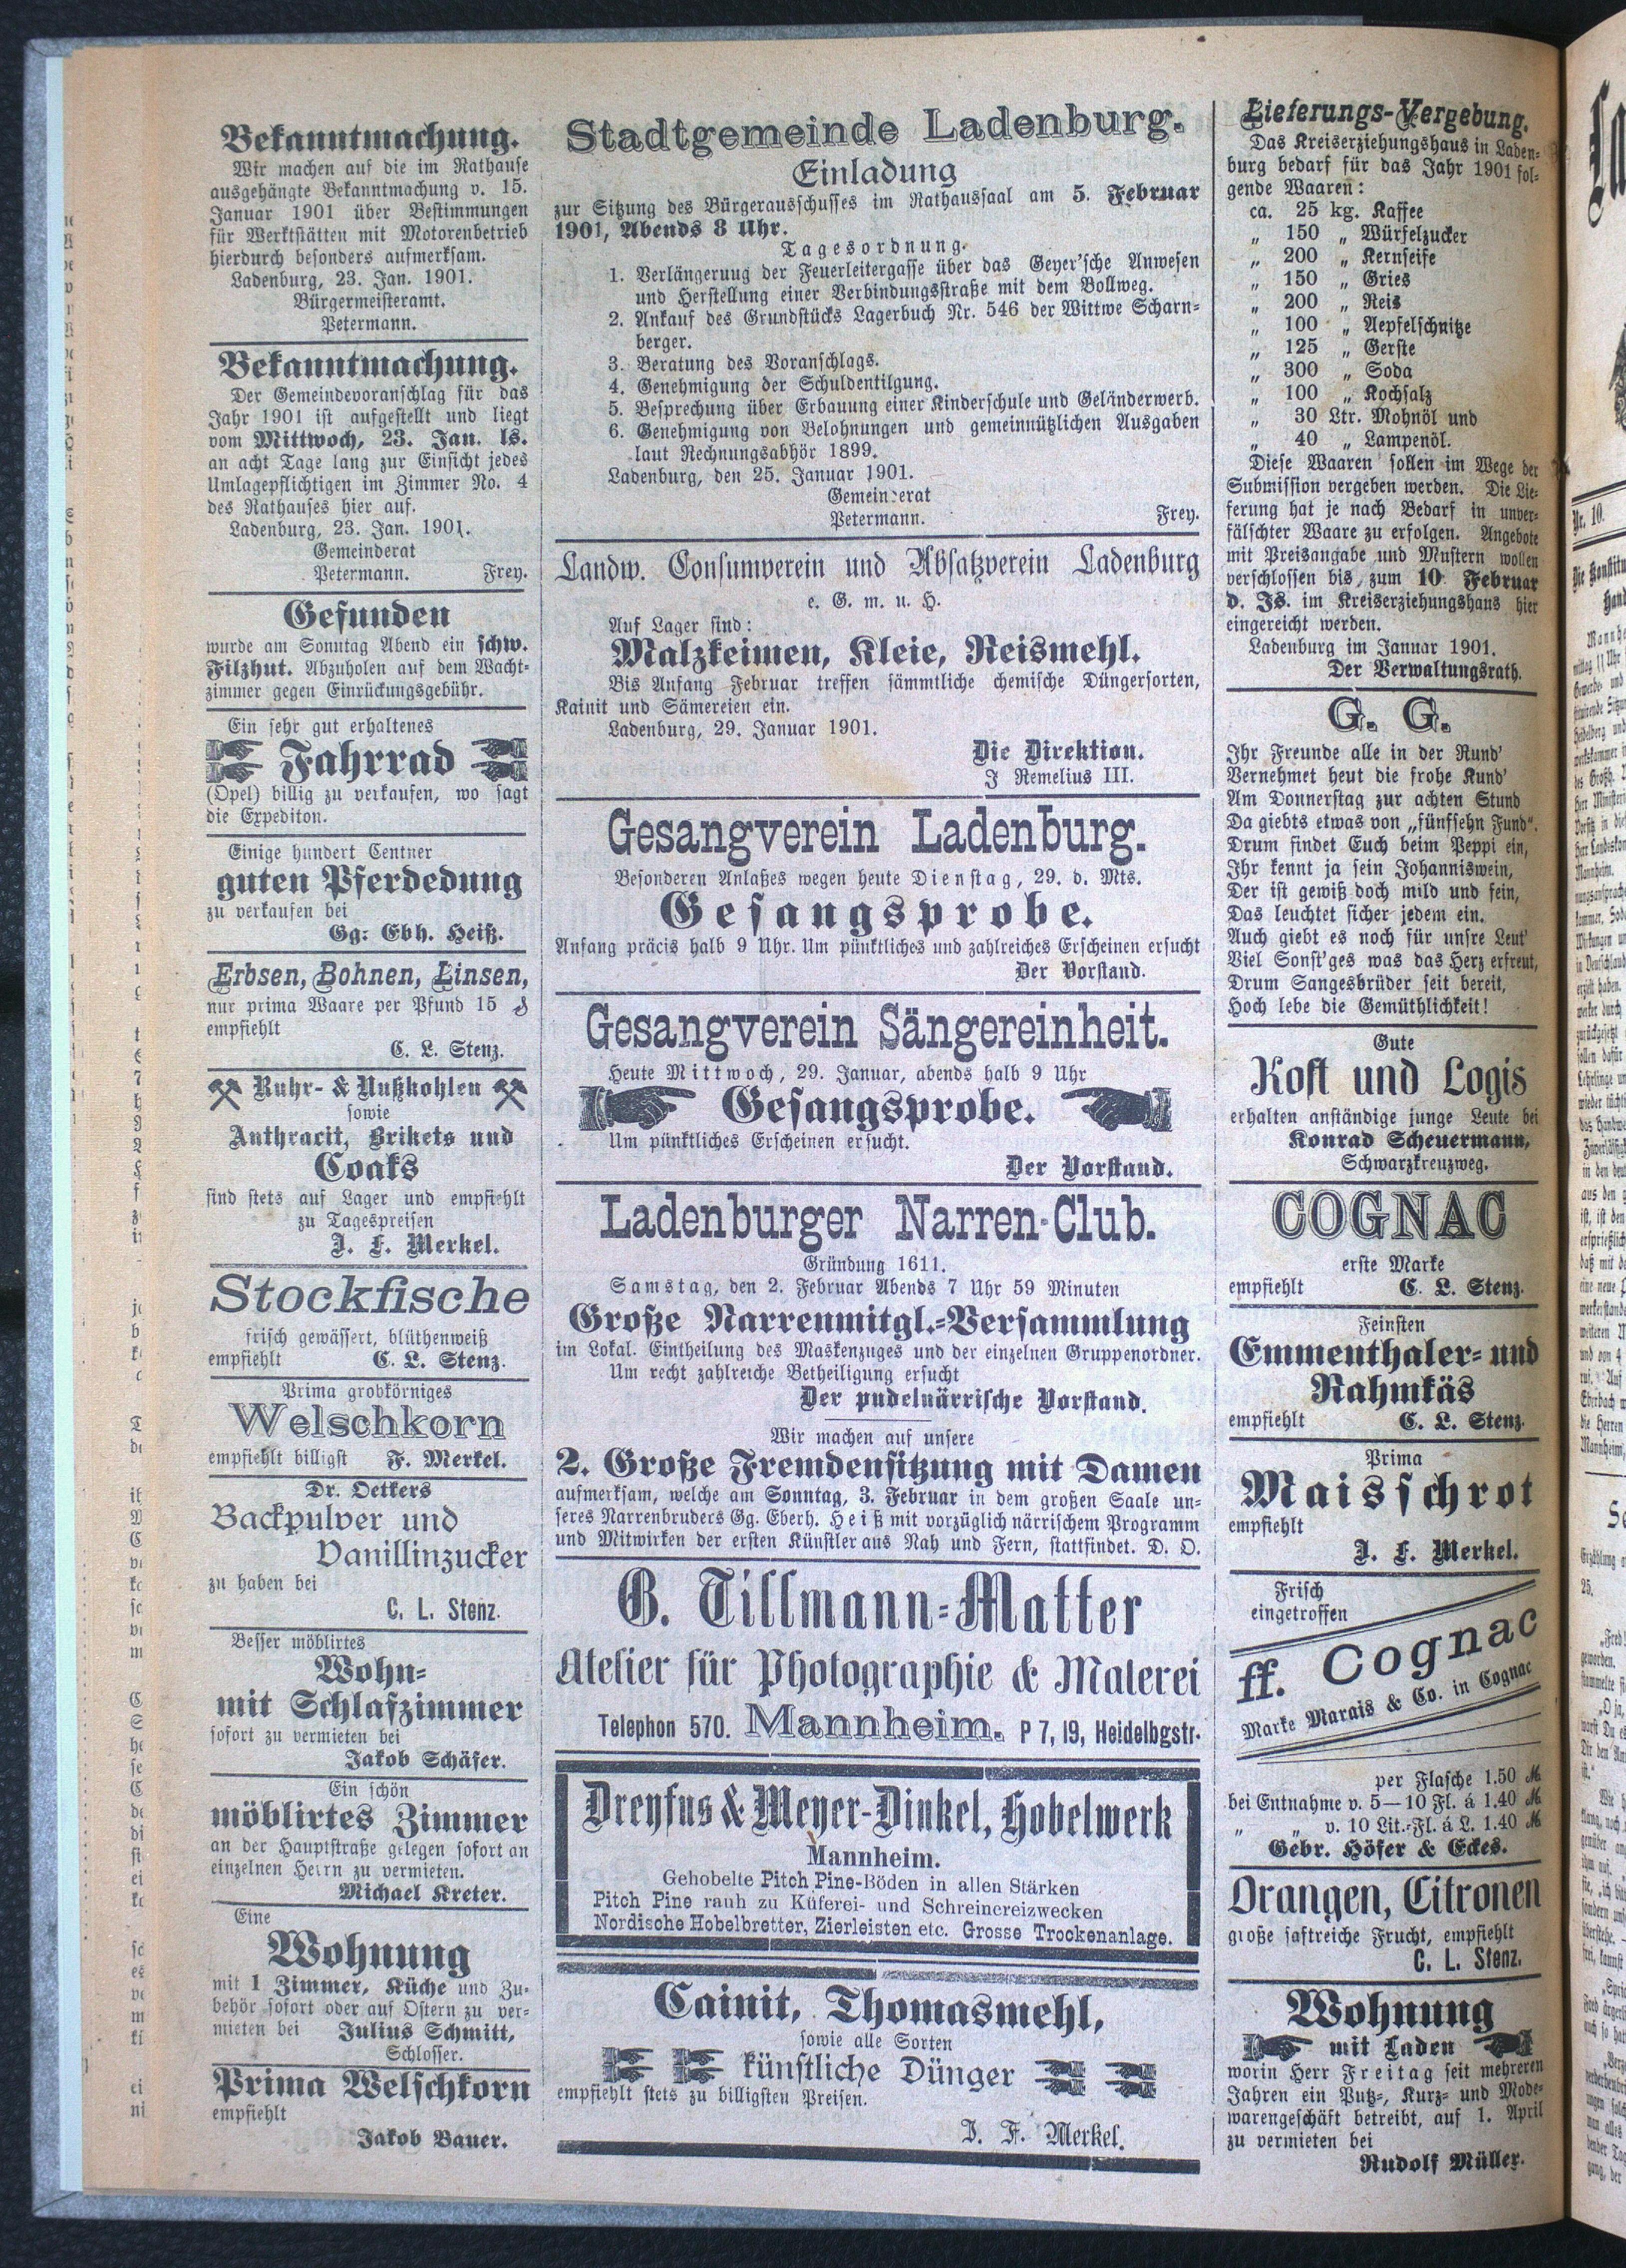 Bekanntmachung.
Wir machen auf die im Rathause
ausgehängte Bekanntmachung v. 15.
Januar 1901 über Bestimmungen
für Werktstätten mit Motorenbetrieb
hierdurch besonders aufmerksam.
Ladenburg, 23. Jan. 1901.
Bürgermeisteramt.
Petermann.
Bekanntmachung.
Der Gemeindevoranschlag für das
Jahr 1901 ist aufgestellt und liegt
vom Mittwoch, 23. Jan. ls.
an acht Tage lang zur Einsicht jedes
Umlagepflichtigen im Zimmer No. 4
des Rathauses hier auf.
Ladenburg, 23. Jan. 1901.
Gemeinderat
Petermann. Frey.
Gefunden
wurde am Sonntag Abend ein schw.
Filzhut. Abzuholen auf dem Wacht-
zimmer gegen Einrückungsgebühr.
Ein sehr gut erhaltenes
Fahrrad
(Opel) billig zu verkaufen, wo sagt
die Expediton.
Einige hundert Centner
guten Pferdedung
zu verkaufen bei
Gg. Ebh. Heiß.
Erbsen, Bohnen, Linsen,
nur prima Waare per Pfund 15 ₰
empfiehlt
C. L. Stenz.
Ruhr- & Nußkohlen
sowie
Anthracit, Brikets und
Coaks
sind stets auf Lager und empfiehlt
zu Tagespreisen
J. F. Merkel.
Stockfische
frisch gewässert, blüthenweiß
empfiehlt C. L. Stenz.
Prima grobkörniges
Welschkorn
empfiehlt billigst F. Merkel.
Dr. Oetkers
Backpulver und
Vanillinzucker
zu haben bei
C. L. Stenz.
Besser möblirtes
Wohn-
mit Schlafzimmer
sofort zu vermieten bei
Jakob Schäfer.
Ein schön
möblirtes Zimmer
an der Hauptstraße gelegen sofort an
einzelnen Herrn zu vermieten.
Michael Kreter.
Eine
Wohnung
mit 1 Zimmer, Küche und Zu-
behör sofort oder auf Ostern zu ver-
mieten bei Julius Schmitt,
Schlosser.
Prima Welschkorn
empfiehlt
Jakob Bauer.
Stadtgemeinde Ladenburg.
Einladung
zur Sitzung des Bürgerausschusses im Rathaussaal am 5. Februar
1901, Abends 8 Uhr.
Tagesordnung.
1. Verlängeruug der Feuerleitergasse über das Geyer'sche Anwesen
und Herstellung einer Verbindungsstraße mit dem Bollweg.
2. Ankauf des Grundstücks Lagerbuch Nr. 546 der Wittwe Scharn-
berger.
3. Beratung des Voranschlags.
4. Genehmigung der Schuldentilgung.
5. Besprechung über Erbauung einer Kinderschule und Geländerwerb.
6. Genehmigung von Belohnungen und gemeinnützlichen Ausgaben
laut Rechnungsabhör 1899.
Ladenburg, den 25. Januar 1901.
Gemeinderat
Petermann. Frey.
Landw. Consumverein und Absatzverein Ladenburg
e. G. m. u. H.
Auf Lager sind:
Malzkeimen, Kleie, Reismehl.
Bis Anfang Februar treffen sämmtliche chemische Düngersorten,
Kainit und Sämereien ein.
Ladenburg, 29. Januar 1901.
Die Direktion.
J Remelius III.
Gesangverein Ladenburg.
Besonderen Anlaßes wegen heute Dienstag, 29. d. Mts.
Gesangsprobe.
Anfang präcis halb 9 Uhr. Um pünktliches und zahlreiches Erscheinen ersucht
Der Vorstand.
Gesangverein Sängereinheit.
Heute Mittwoch, 29. Januar, abends halb 9 Uhr
Gesangsprobe.
Um pünktliches Erscheinen ersucht.
Der Vorstand.
Ladenburger Narren-Club.
Gründung 1611.
Samstag, den 2. Februar Abends 7 Uhr 59 Minuten
Große Narrenmitgl.-Versammlung
im Lokal. Eintheilung des Maskenzuges und der einzelnen Gruppenordner.
Um recht zahlreiche Betheiligung ersucht
Der pudelnärrische Vorstand.
Wir machen auf unsere
2. Große Fremdensitzung mit Damen
aufmerksam, welche am Sonntag, 3. Februar in dem großen Saale un-
seres Narrenbruders Gg. Eberh. Heiß mit vorzüglich närrischem Programm
und Mitwirken der ersten Künstler aus Nah und Fern, stattfindet. D. O.
G. Tillmann-Matter
Atelier für Photographie & Malerei
Telephon 570. Mannheim. P 7, 19, Heidelbgstr.
Dreyfus & Meyer-Dinkel, Hobelwerk
Mannheim.
Gehobelte Pitch Pine-Böden in allen Stärken
Pitch Pine rauh zu Küferei- und Schreinereizwecken
Nordische Hobelbretter, Zierleisten etc. Grosse Trockenanlage.
Cainit, Thomasmehl,
sowie alle Sorten
künstliche Dünger
empfiehlt stets zu billigsten Preisen.
J. F. Merkel.
Lieferungs-Vergebung.
Das Kreiserziehungshaus in Laden-
burg bedarf für das Jahr 1901 fol-
gende Waaren:
ca. 25 kg. Kaffee
„ 150 „ Würfelzucker
„ 200 „ Kernseife
„ 150 „ Gries
„ 200 „ Reis
„ 100 „ Aepfelschnitze
„ 125 „ Gerste
„ 300 „ Soda
„ 100 „ Kochsalz
„ 30 Ltr. Mohnöl und
„ 40 „ Lampenöl.
Diese Waaren sollen im Wege der
Submission vergeben werden. Die Lie-
ferung hat je nach Bedarf in unver-
fälschter Waare zu erfolgen. Angebote
mit Preisangabe und Mustern wollen
verschlossen bis zum 10 Februar
d. Js. im Kreiserziehungshaus hier
eingereicht werden.
Ladenburg im Januar 1901.
Der Verwaltungsrath.
G. G.
Ihr Freunde alle in der Rund'
Vernehmet heut die frohe Kund'
Am Donnerstag zur achten Stund
Da giebts etwas von „fünfsehn Fund".
Drum findet Euch beim Peppi ein,
Ihr kennt ja sein Johanniswein,
Der ist gewiß doch mild und fein,
Das leuchtet sicher jedem ein.
Auch giebt es noch für unsre Leut'
Viel Sonst'ges was das Herz erfreut,
Drum Sangesbrüder seit bereit,
Hoch lebe die Gemüthlichkeit!
Gute
Kost und Logis
erhalten anständige junge Leute bei
Konrad Scheuermann,
Schwarzkreuzweg.
COGNAC
erste Marke
empfiehlt C. L. Stenz.
Feinsten
Emmenthaler- und
Rahmkäs
empfiehlt C. L. Stenz.
Prima
Maisschrot
empfiehlt
J. F. Merkel.
Frisch
eingetroffen
ff. Cognac
Marke Marais & Co. in Cognac
per Flasche 1.50 M.
bei Entnahme v. 5—10 Fl. á 1.40 M.
„ „ v. 10 Lit.-Fl. á L. 1.40 M.
Gebr. Höfer & Eckes.
Orangen, Citronen
große saftreiche Frucht, empfiehlt
C. L. Stenz.
Wohnung
mit Laden
worin Herr Freitag seit mehreren
Jahren ein Putz-, Kurz- und Mode-
warengeschäft betreibt, auf 1. April
zu vermieten bei
Rudolf Müller.
Nr. 10.